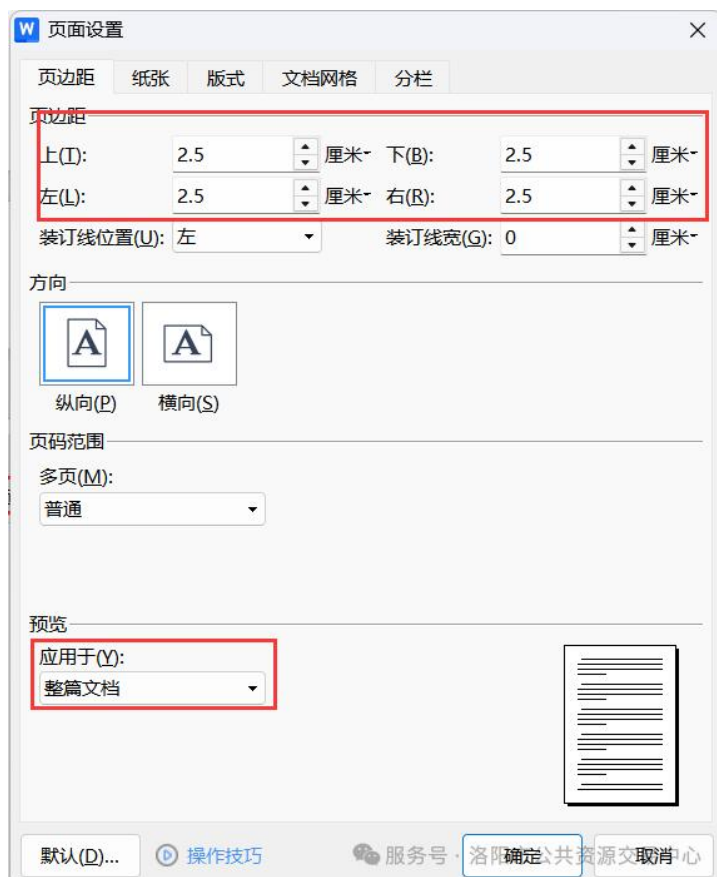 W 页面设置
页边距 纸张 版式 文档网格 分栏
页边距
上(T): 2.5 厘米 下(B): 2.5 厘米
左(L): 2.5 厘米 右(R): 2.5 厘米
装订线位置(U): 左 装订线宽(G): 0 厘米
方向
A A
纵向(P) 横向(S)
页码范围
多页(M):
普通
预览
应用于(Y):
整篇文档
默认(D)... 操作技巧 确定 取消
服务号 · 洛阳市公共资源交易中心